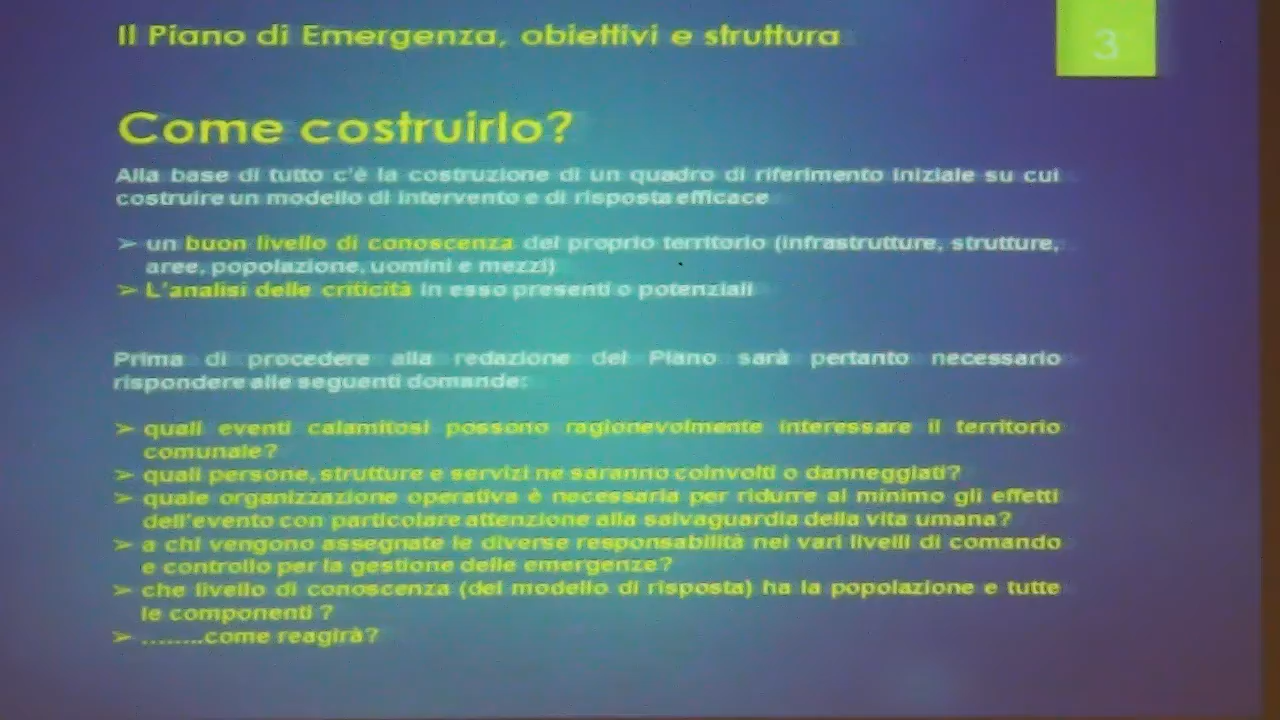 Il Piano di Emergenza, obiettivi e struttura
3
Come costruirlo?
Alla base di tutto c'è la costruzione di un quadro di riferimento iniziale su cui
costruire un modello di intervento e di risposta efficace
➢ un buon livello di conoscenza del proprio territorio (infrastrutture, strutture,
aree, popolazione, uomini e mezzi)
➢ L'analisi delle criticità in esso presenti o potenziali
Prima di procedere alla redazione del Piano sarà pertanto necessario
rispondere alle seguenti domande:
➢ quali eventi calamitosi possono ragionevolmente interessare il territorio
comunale?
➢ quali persone, strutture e servizi ne saranno coinvolti o danneggiati?
➢ quale organizzazione operativa è necessaria per ridurre al minimo gli effetti
dell'evento con particolare attenzione alla salvaguardia della vita umana?
➢ a chi vengono assegnate le diverse responsabilità nei vari livelli di comando
e controllo per la gestione delle emergenze?
➢ che livello di conoscenza (del modello di risposta) ha la popolazione e tutte
le componenti ?
➢ ........come reagirà?